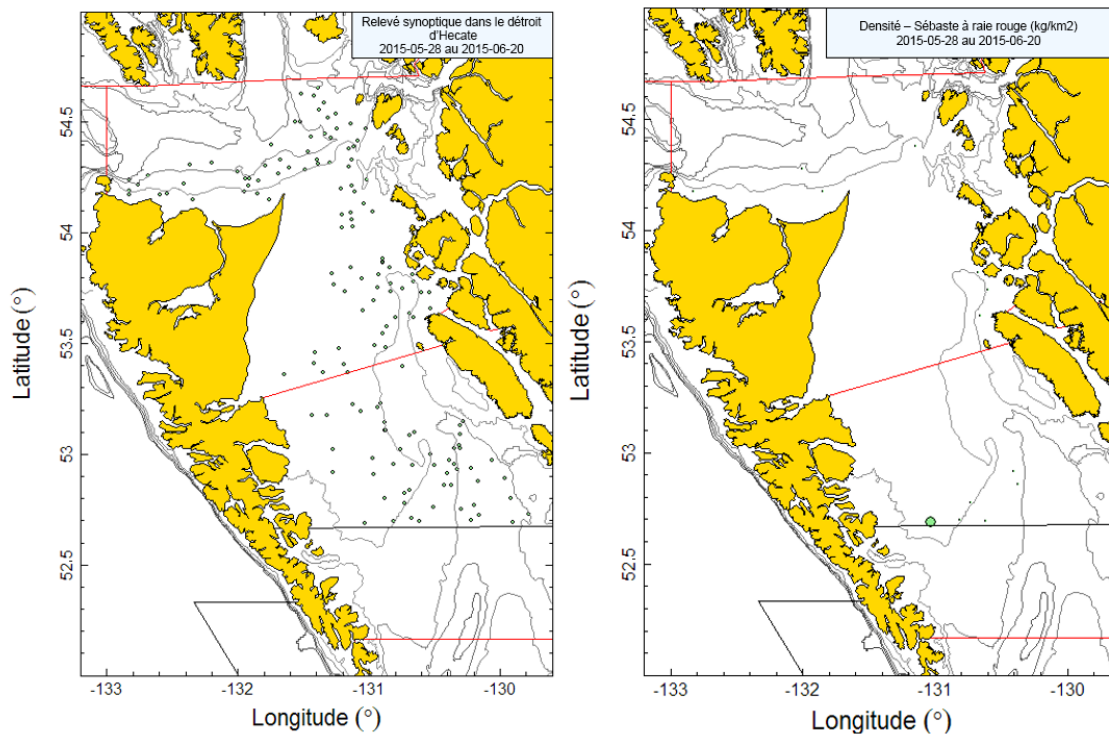 Relevé synoptique dans le détroit
d'Hecate
2015-05-28 au 2015-06-20
54.5
54
53.5
53
52.5
Latitude (°)
-133
-132
-131
-130
Longitude (°)
Densité – Sébaste à raie rouge (kg/km2)
2015-05-28 au 2015-06-20
54.5
54
53.5
53
52.5
Latitude (°)
-133
-132
-131
-130
Longitude (°)